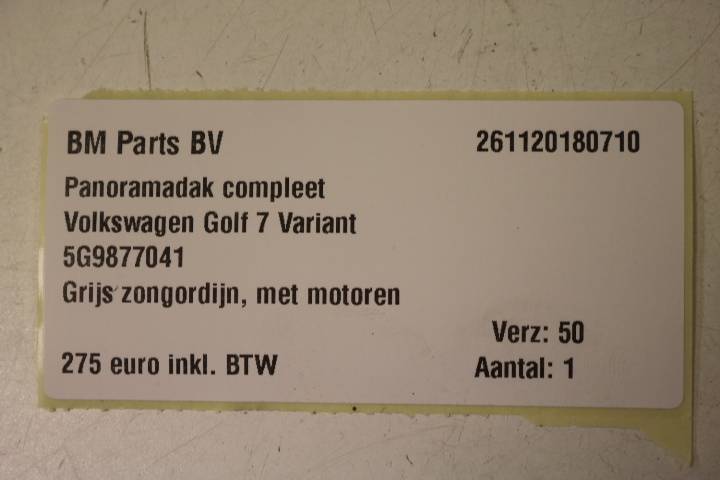 BM Parts BV 261120180710
Panoramadak compleet
Volkswagen Golf 7 Variant
5G9877041
Grijs zongordijn, met motoren
Verz: 50
275 euro inkl. BTW Aantal: 1